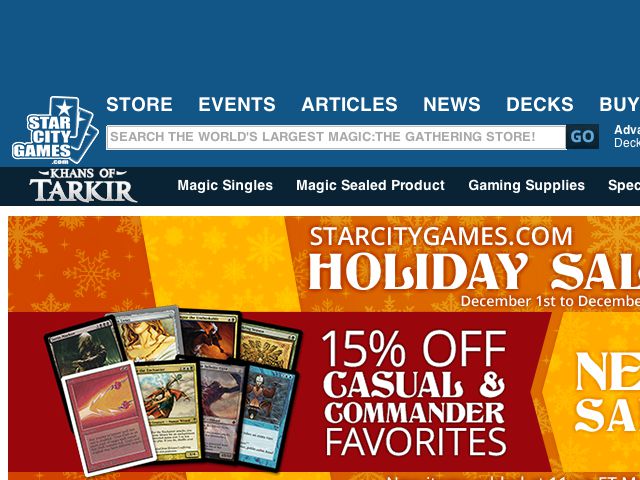 STORE EVENTS ARTICLES NEWS DECKS BUY
STAR
CITY
GAMES
.com
SEARCH THE WORLD'S LARGEST MAGIC:THE GATHERING STORE! GO
Adva
Deck
KHANS OF
TARKIR
Magic Singles Magic Sealed Product Gaming Supplies Spec
STARCITYGAMES.COM
HOLIDAY SAL
December 1st to Decembe
15% OFF
CASUAL &
COMMANDER
FAVORITES
NE
SA